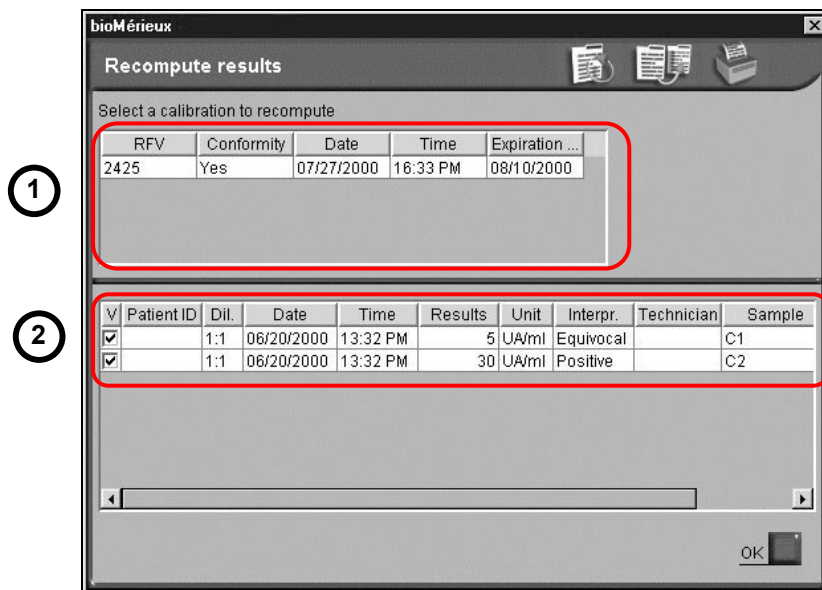 bioMérieux
Recompute results
Select a calibration to recompute
RFV Conformity Date Time Expiration ...
2425 Yes 07/27/2000 16:33 PM 08/10/2000
1
V Patient ID Dil. Date Time Results Unit Interpr. Technician Sample
2
1:1 06/20/2000 13:32 PM 5 UA/ml Equivocal C1
1:1 06/20/2000 13:32 PM 30 UA/ml Positive C2
OK